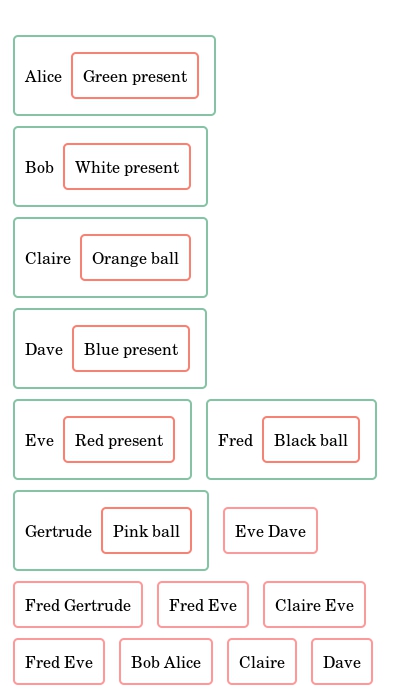 Alice Green present
Bob White present
Claire Orange ball
Dave Blue present
Eve Red present Fred Black ball
Gertrude Pink ball Eve Dave
Fred Gertrude Fred Eve Claire Eve
Fred Eve Bob Alice Claire Dave